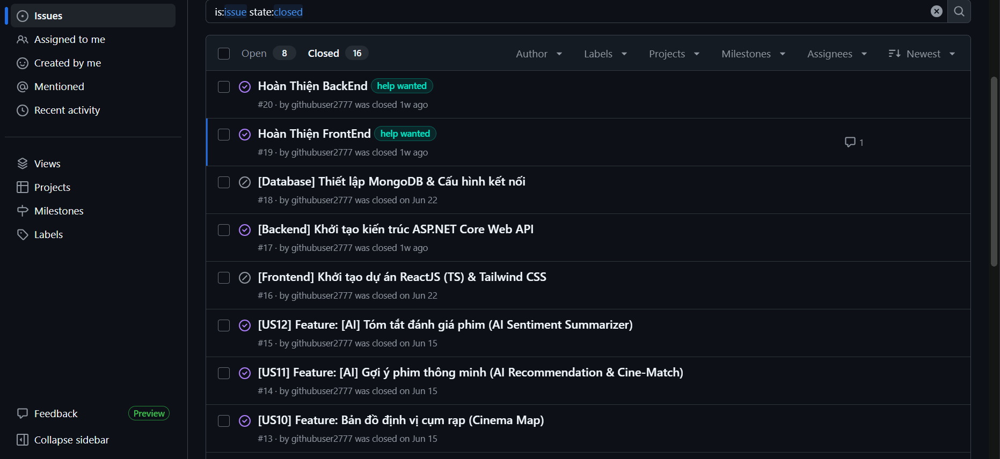 Issues
Assigned to me
Created by me
Mentioned
Recent activity
Views
Projects
Milestones
Labels
Feedback Preview
Collapse sidebar
is:issue state:closed
Open 8 Closed 16 Author Labels Projects Milestones Assignees Newest
Hoàn Thiện BackEnd help wanted
#20 · by githubuser2777 was closed 1w ago
Hoàn Thiện FrontEnd help wanted
#19 · by githubuser2777 was closed 1w ago
1
[Database] Thiết lập MongoDB & Cấu hình kết nối
#18 · by githubuser2777 was closed on Jun 22
[Backend] Khởi tạo kiến trúc ASP.NET Core Web API
#17 · by githubuser2777 was closed 1w ago
[Frontend] Khởi tạo dự án ReactJS (TS) & Tailwind CSS
#16 · by githubuser2777 was closed on Jun 22
[US12] Feature: [AI] Tóm tắt đánh giá phim (AI Sentiment Summarizer)
#15 · by githubuser2777 was closed on Jun 15
[US11] Feature: [AI] Gợi ý phim thông minh (AI Recommendation & Cine-Match)
#14 · by githubuser2777 was closed on Jun 15
[US10] Feature: Bản đồ định vị cụm rạp (Cinema Map)
#13 · by githubuser2777 was closed on Jun 15